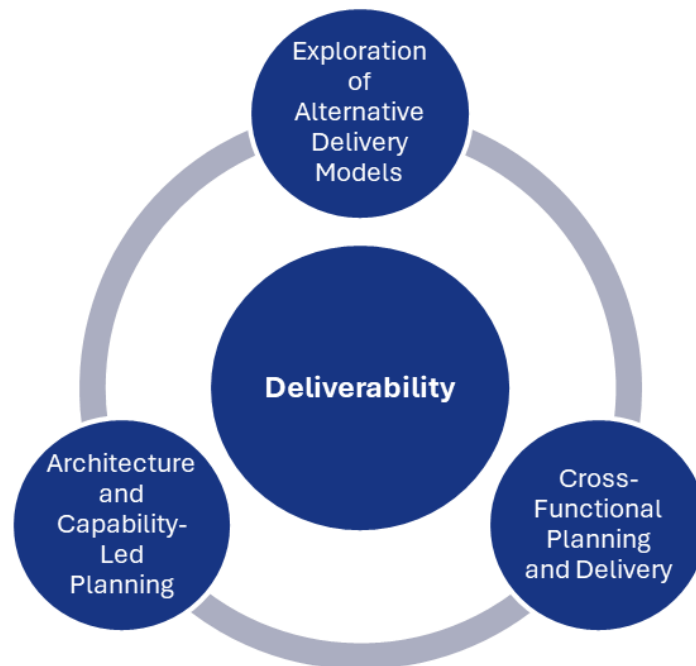 Exploration
of
Alternative
Delivery
Models
Deliverability
Architecture
and
Capability-
Led
Planning
Cross-
Functional
Planning
and Delivery